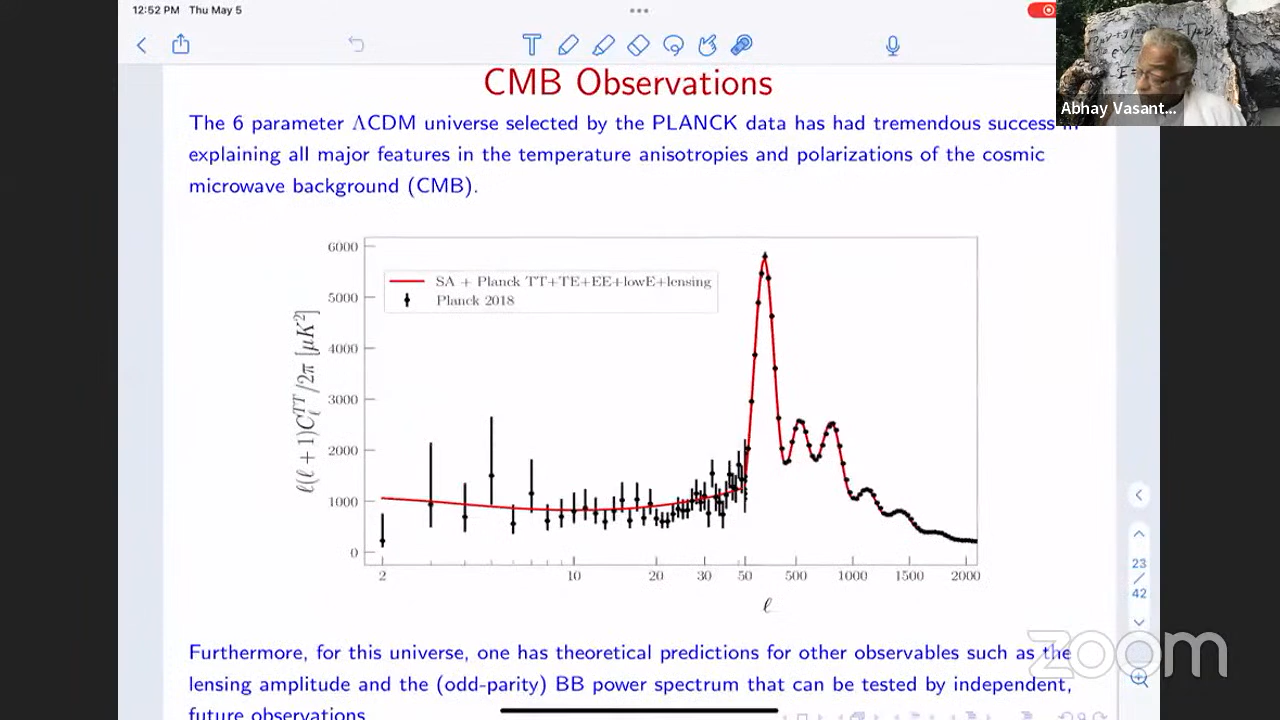 12:52 PM Thu May 5
Abhay Vasant...
CMB Observations
The 6 parameter ΛCDM universe selected by the PLANCK data has had tremendous success
explaining all major features in the temperature anisotropies and polarizations of the cosmic
microwave background (CMB).
SA + Planck TT+TE+EE+lowE+lensing
Planck 2018
ℓ(ℓ + 1)C_ℓ^{TT}/2π [μK²]
6000
5000
4000
3000
2000
1000
0
2 10 20 30 50 500 1000 1500 2000
ℓ
23
/
42
Furthermore, for this universe, one has theoretical predictions for other observables such as the
lensing amplitude and the (odd-parity) BB power spectrum that can be tested by independent,
future observations
zoom